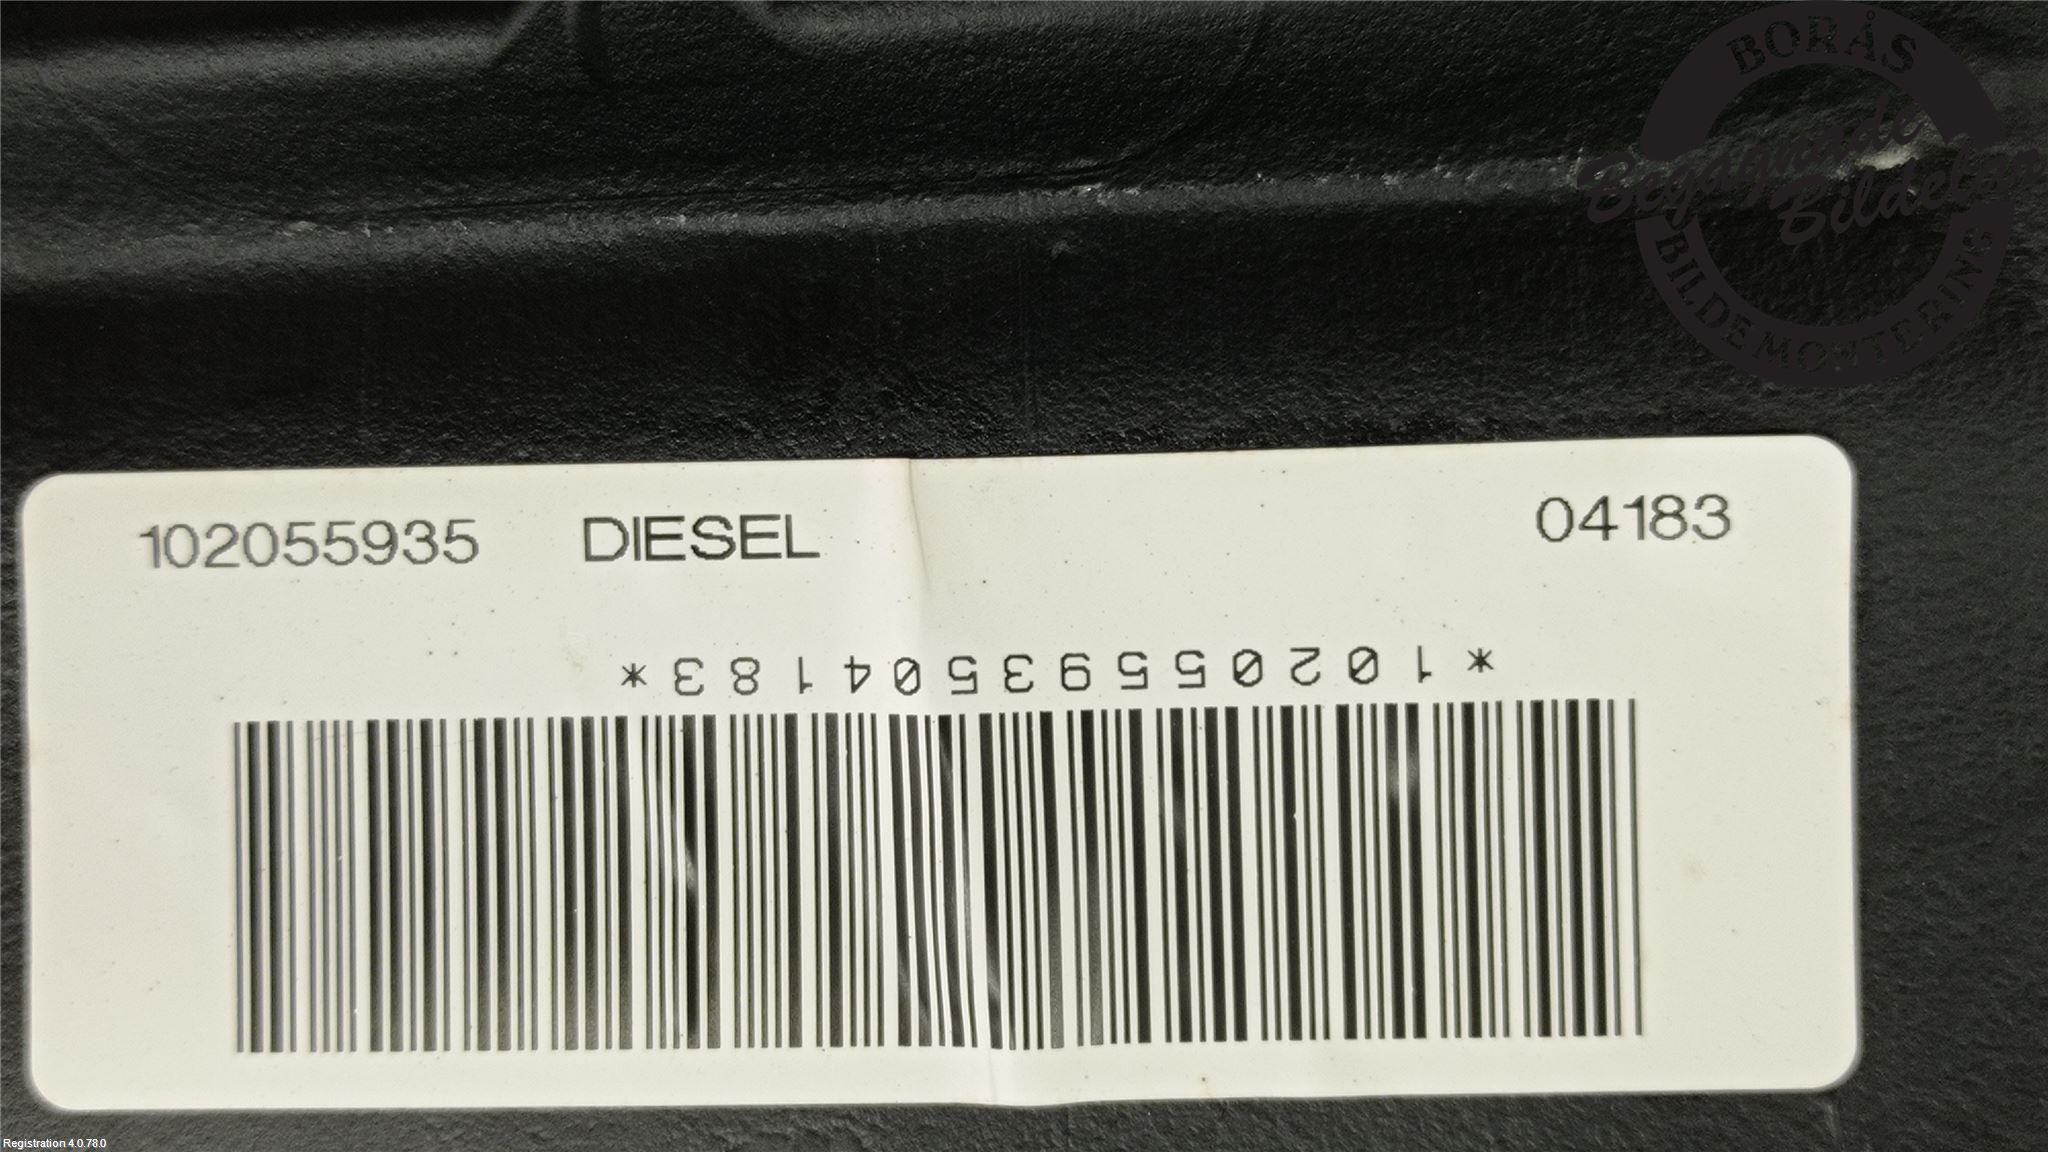 BORÅS
Begagnade
Bildelar
BILDEMONTERING
102055935 DIESEL 04183
*10205593504183*
Registration 4.0.78.0